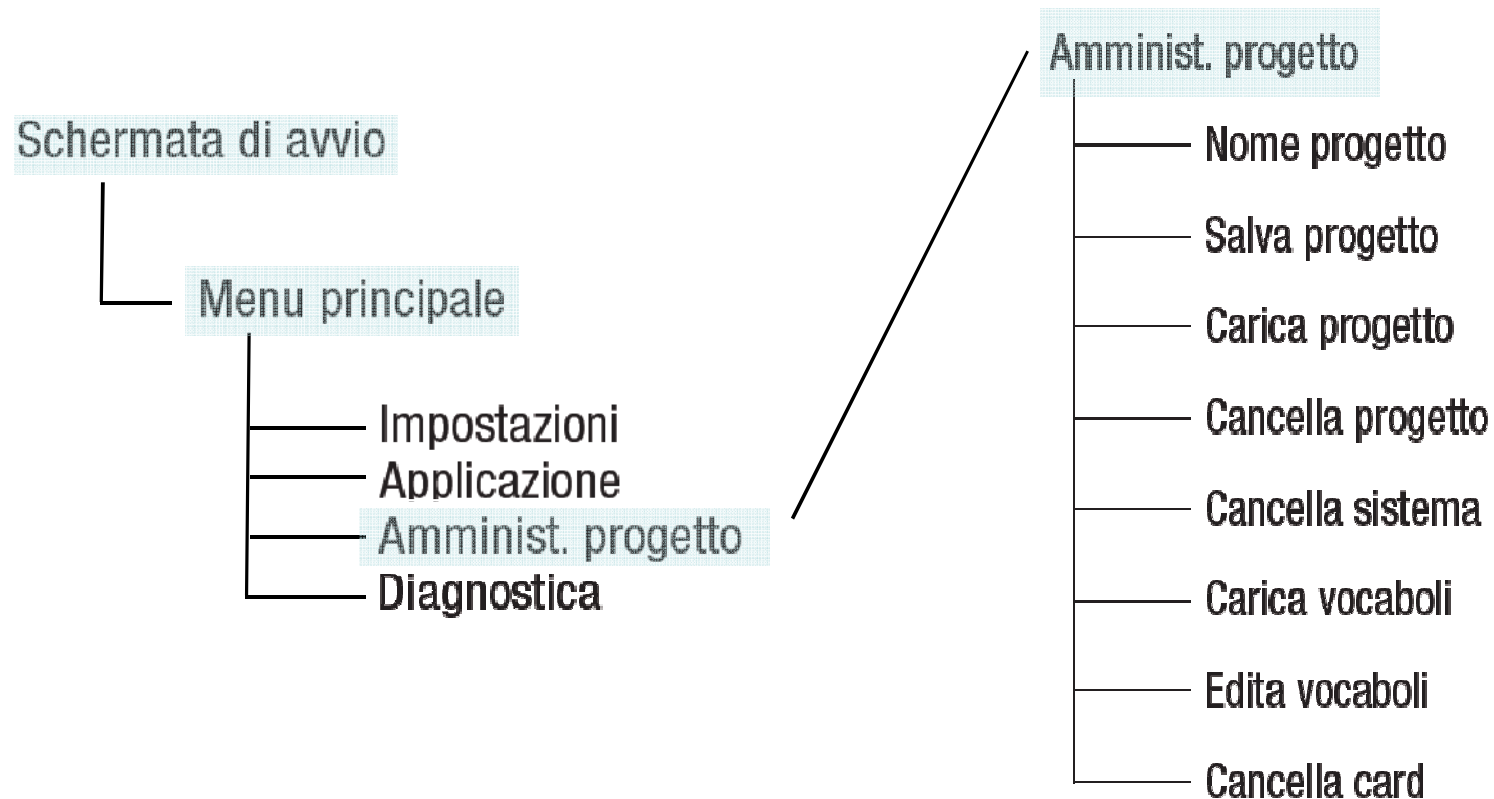 Schermata di avvio
Menu principale
Impostazioni
Applicazione
Amminist. progetto
Diagnostica
Amminist. progetto
Nome progetto
Salva progetto
Carica progetto
Cancella progetto
Cancella sistema
Carica vocaboli
Edita vocaboli
Cancella card